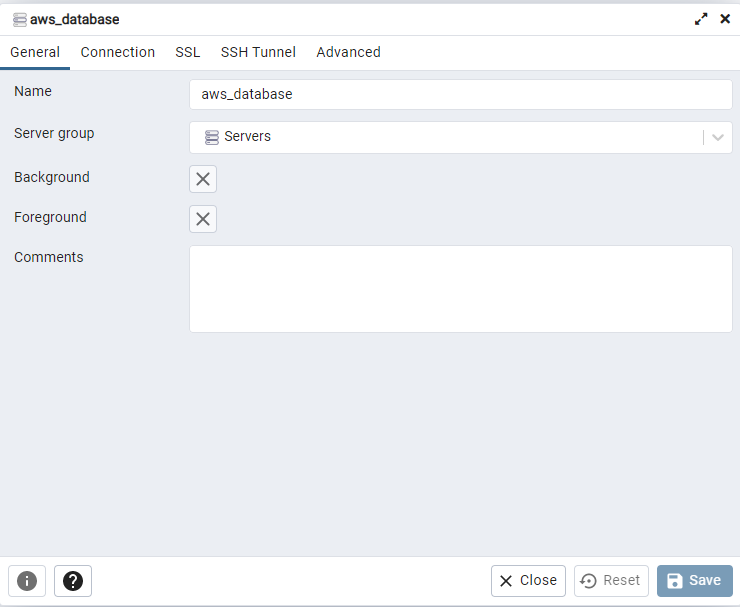 aws_database
General Connection SSL SSH Tunnel Advanced
Name aws_database
Server group Servers
Background
Foreground
Comments
Close Reset Save